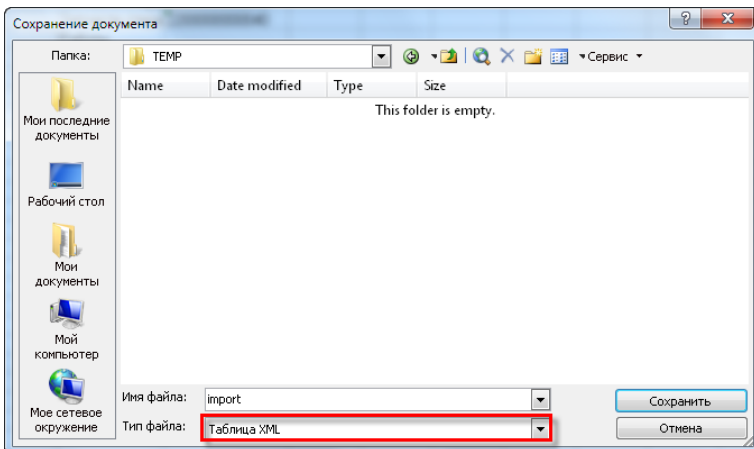 Сохранение документа
Папка:
TEMP
Сервис
Name Date modified Type Size
This folder is empty.
Мои последние
документы
Рабочий стол
Мои
документы
Мой
компьютер
Мое сетевое
окружение
Имя файла:
import
Сохранить
Тип файла:
Таблица XML
Отмена